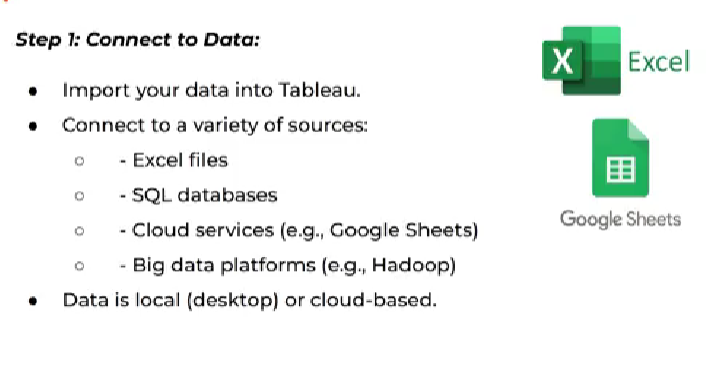 Step 1: Connect to Data:
● Import your data into Tableau.
● Connect to a variety of sources:
○ - Excel files
○ - SQL databases
○ - Cloud services (e.g., Google Sheets)
○ - Big data platforms (e.g., Hadoop)
● Data is local (desktop) or cloud-based.
X Excel
Google Sheets